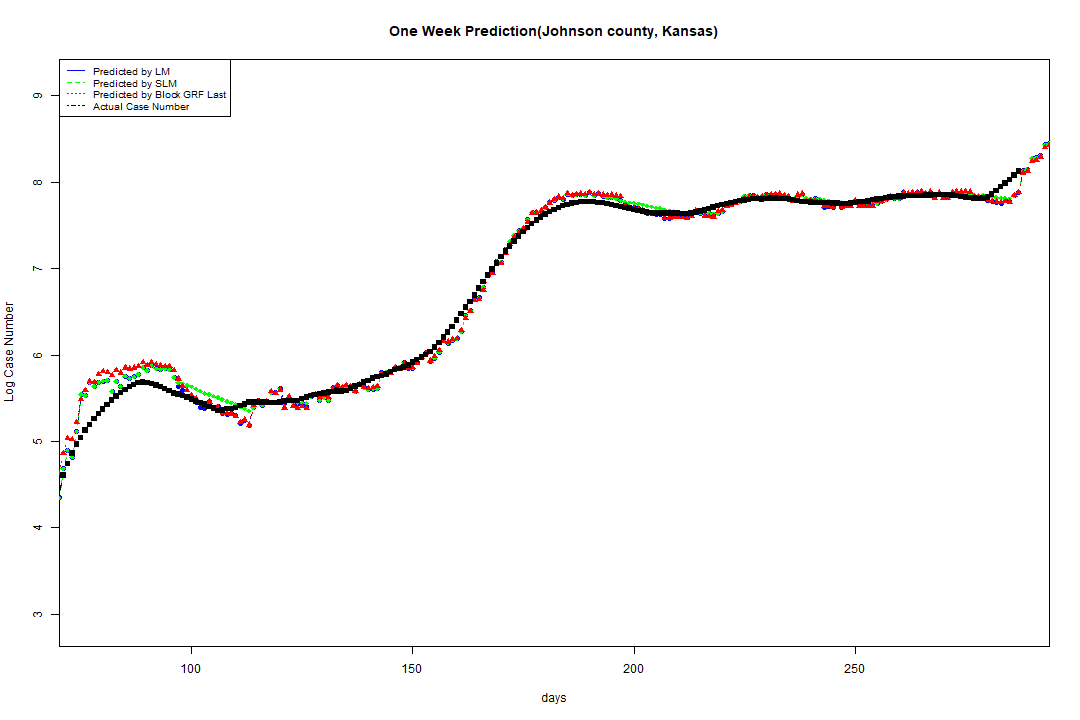 One Week Prediction(Johnson county, Kansas)
Predicted by LM
Predicted by SLM
Predicted by Block GRF Last
Actual Case Number
9
8
7
6
5
4
3
Log Case Number
100 150 200 250
days